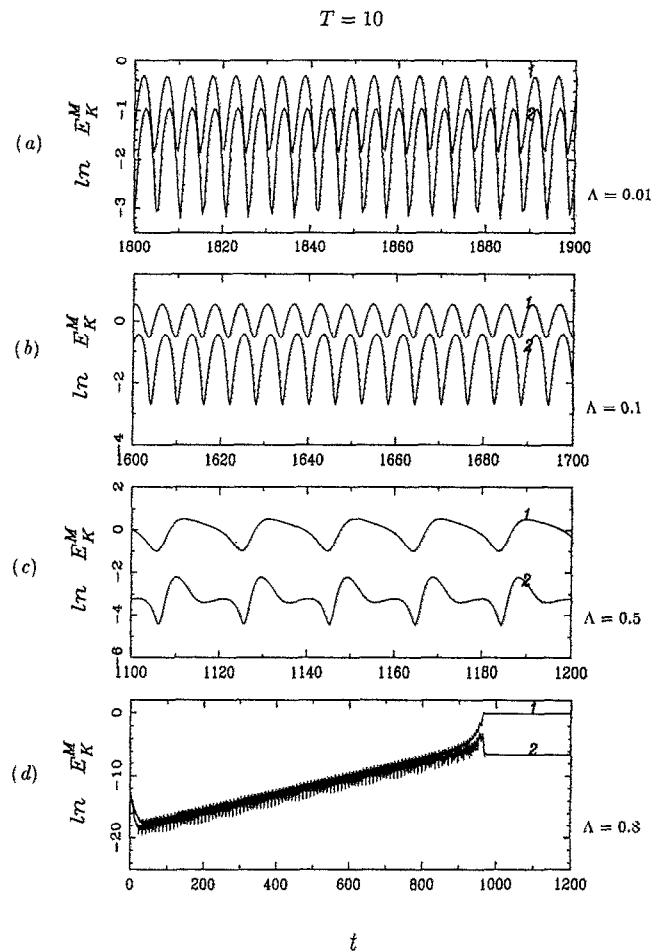 T = 10
(a)
ln E_K^M
0
-1
-2
-3
1
2
Λ = 0.01
1800 1820 1840 1860 1880 1900
(b)
ln E_K^M
0
-2
-4
1
2
Λ = 0.1
1600 1620 1640 1660 1680 1700
(c)
ln E_K^M
2
0
-2
-4
-6
1
2
Λ = 0.5
1100 1120 1140 1160 1180 1200
(d)
ln E_K^M
0
-10
-20
1
2
Λ = 0.8
0 200 400 600 800 1000 1200
t